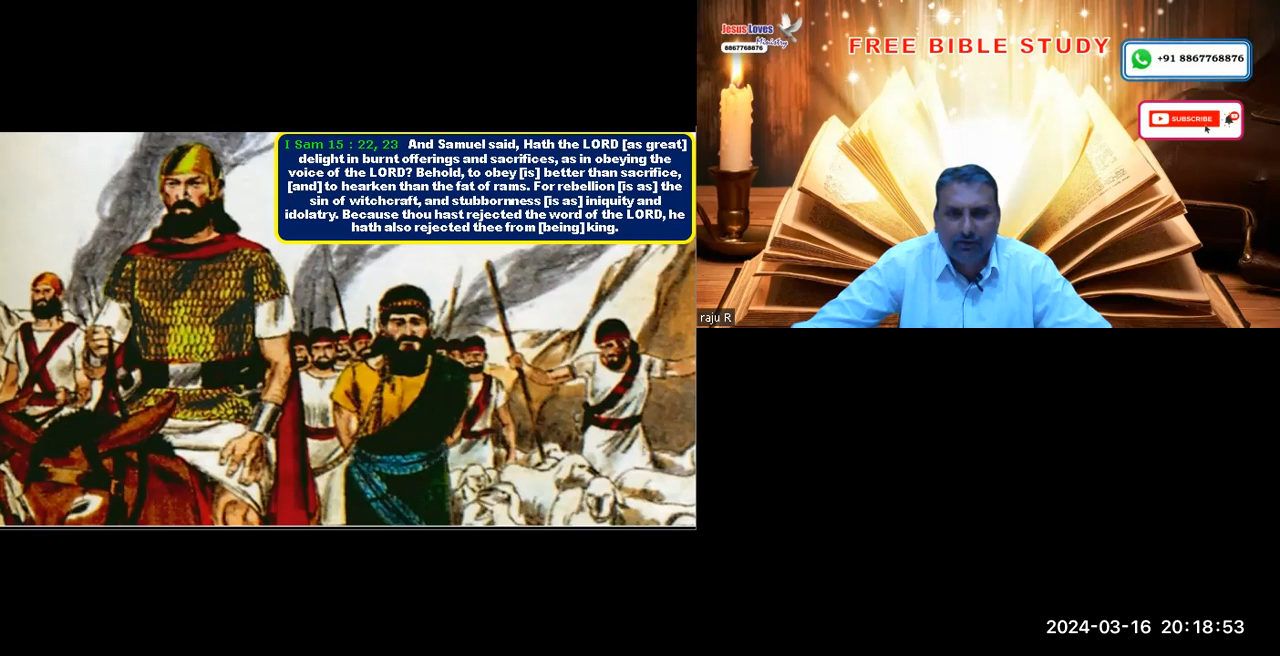 I Sam 15 : 22, 23 And Samuel said, Hath the LORD [as great]
delight in burnt offerings and sacrifices, as in obeying the
voice of the LORD? Behold, to obey [is] better than sacrifice,
[and] to hearken than the fat of rams. For rebellion [is as] the
sin of witchcraft, and stubbornness [is as] iniquity and
idolatry. Because thou hast rejected the word of the LORD, he
hath also rejected thee from [being] king.
Jesus Loves
Ministry
8867768876
FREE BIBLE STUDY
+91 8867768876
SUBSCRIBE
raju R
2024-03-16 20:18:53